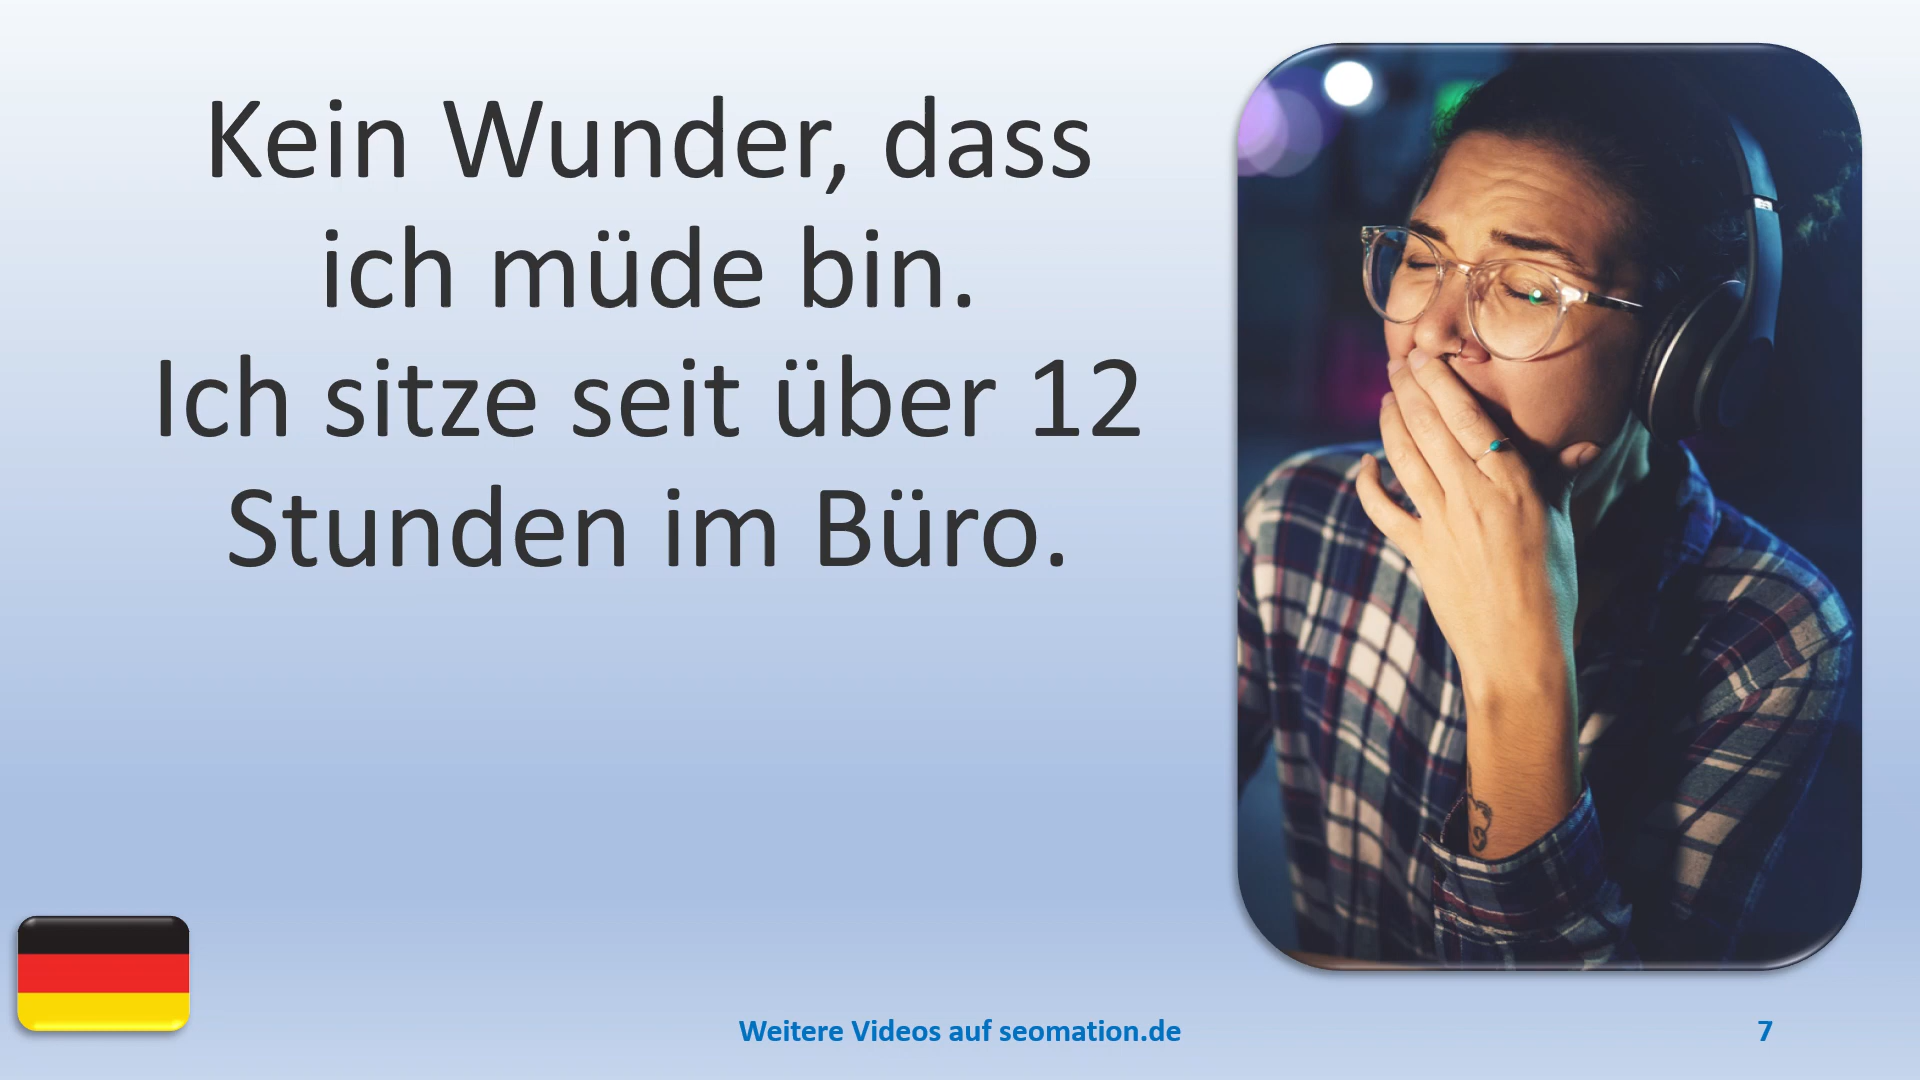 Kein Wunder, dass
ich müde bin.
Ich sitze seit über 12
Stunden im Büro.
Weitere Videos auf seomation.de
7